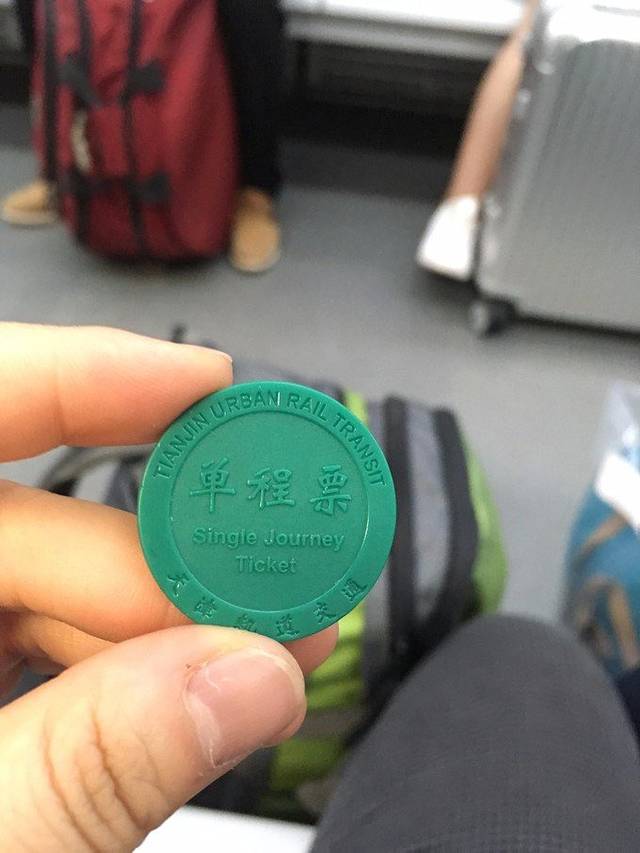 TIANJIN URBAN RAIL TRANSIT
单程票
Single Journey
Ticket
天津轨道交通